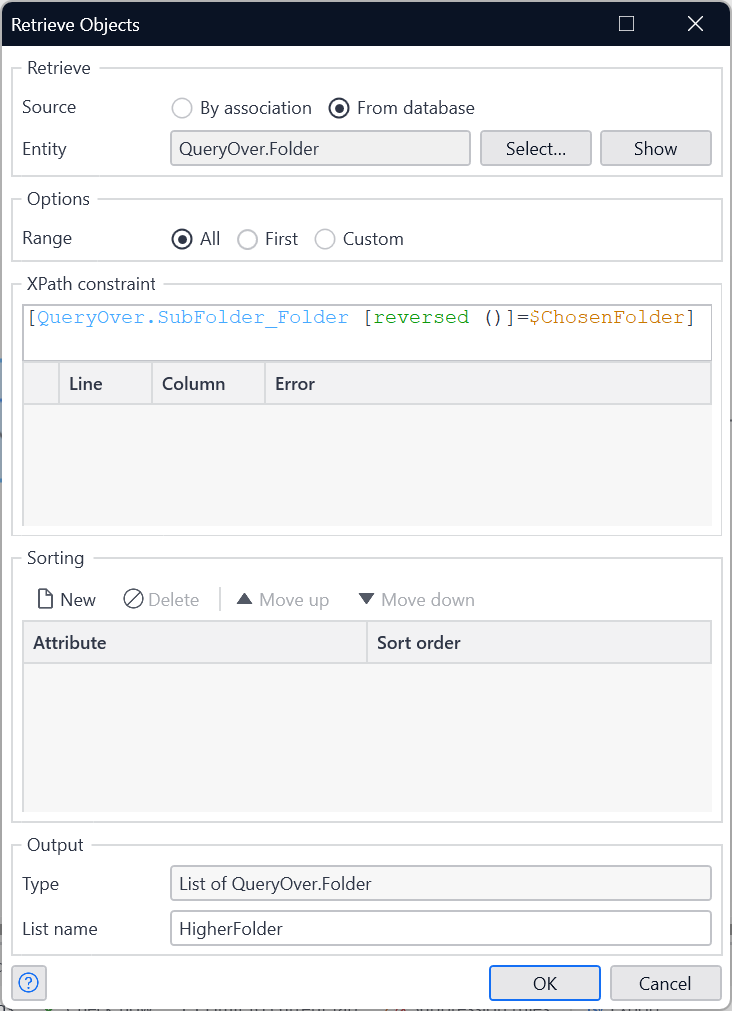 Retrieve Objects
Retrieve
Source By association From database
Entity QueryOver.Folder Select... Show
Options
Range All First Custom
XPath constraint
[QueryOver.SubFolder_Folder [reversed ()]=$ChosenFolder]
Line Column Error
Sorting
New Delete Move up Move down
Attribute Sort order
Output
Type List of QueryOver.Folder
List name HigherFolder
? OK Cancel